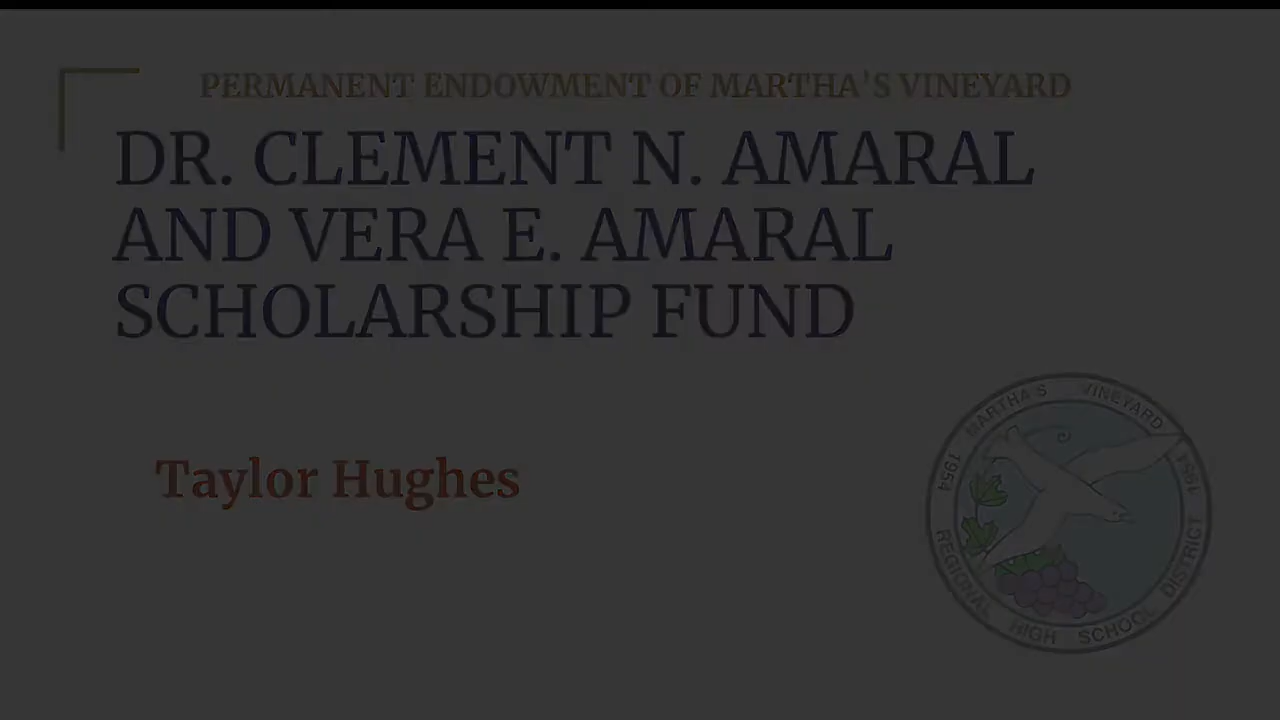 PERMANENT ENDOWMENT OF MARTHA'S VINEYARD
DR. CLEMENT N. AMARAL
AND VERA E. AMARAL
SCHOLARSHIP FUND
Taylor Hughes
MARTHA'S VINEYARD
1954 1954
REGIONAL HIGH SCHOOL DISTRICT